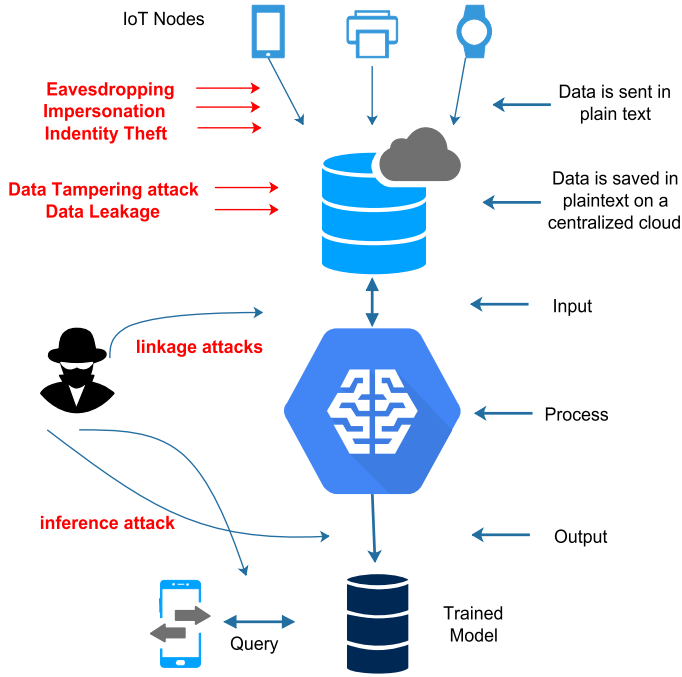 IoT Nodes
Eavesdropping
Impersonation
Indentity Theft
Data is sent in
plain text
Data Tampering attack
Data Leakage
Data is saved in
plaintext on a
centralized cloud
Input
linkage attacks
Process
inference attack
Output
Query
Trained
Model